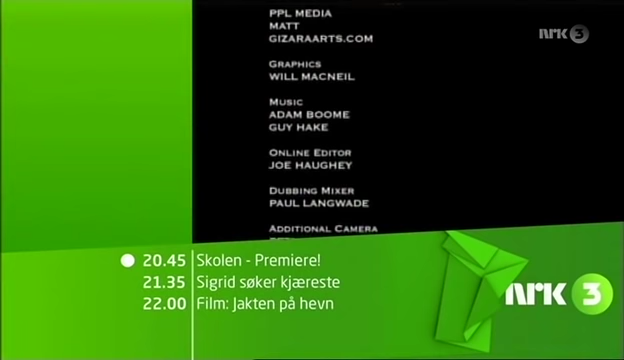 PPL MEDIA
MATT
GIZARAARTS.COM
GRAPHICS
WILL MACNEIL
MUSIC
ADAM BOOME
GUY HAKE
ONLINE EDITOR
JOE HAUGHEY
DUBBING MIXER
PAUL LANGWADE
ADDITIONAL CAMERA
nrk 3
20.45 Skolen - Premiere!
21.35 Sigrid søker kjæreste
22.00 Film: Jakten på hevn
nrk 3